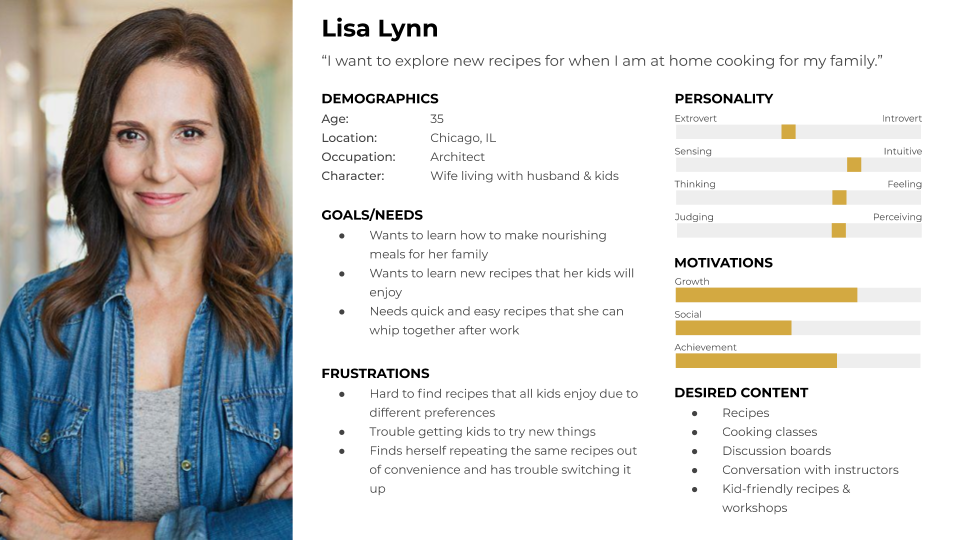 Lisa Lynn
“I want to explore new recipes for when I am at home cooking for my family.”
DEMOGRAPHICS
Age: 35
Location: Chicago, IL
Occupation: Architect
Character: Wife living with husband & kids
GOALS/NEEDS
● Wants to learn how to make nourishing
meals for her family
● Wants to learn new recipes that her kids will
enjoy
● Needs quick and easy recipes that she can
whip together after work
FRUSTRATIONS
● Hard to find recipes that all kids enjoy due to
different preferences
● Trouble getting kids to try new things
● Finds herself repeating the same recipes out
of convenience and has trouble switching it
up
PERSONALITY
Extrovert Introvert
Sensing Intuitive
Thinking Feeling
Judging Perceiving
MOTIVATIONS
Growth
Social
Achievement
DESIRED CONTENT
● Recipes
● Cooking classes
● Discussion boards
● Conversation with instructors
● Kid-friendly recipes &
workshops